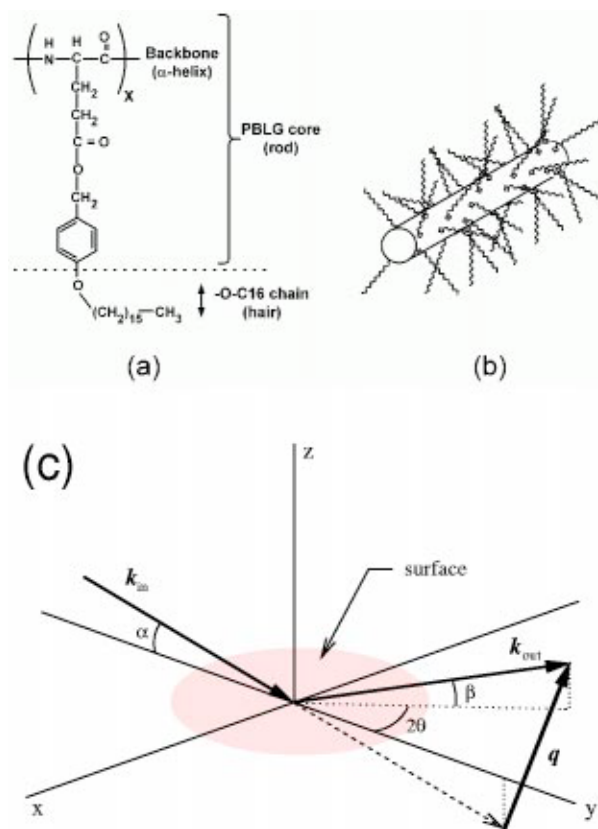 H H O
N C C Backbone
(α-helix)
X
CH2
CH2
C=O
O
CH2
PBLG core
(rod)
O
-O-C16 chain
(hair)
(CH2)15—CH3
(a) (b)
(c)
z
kin
surface
α
kout
β
2θ
q
x y